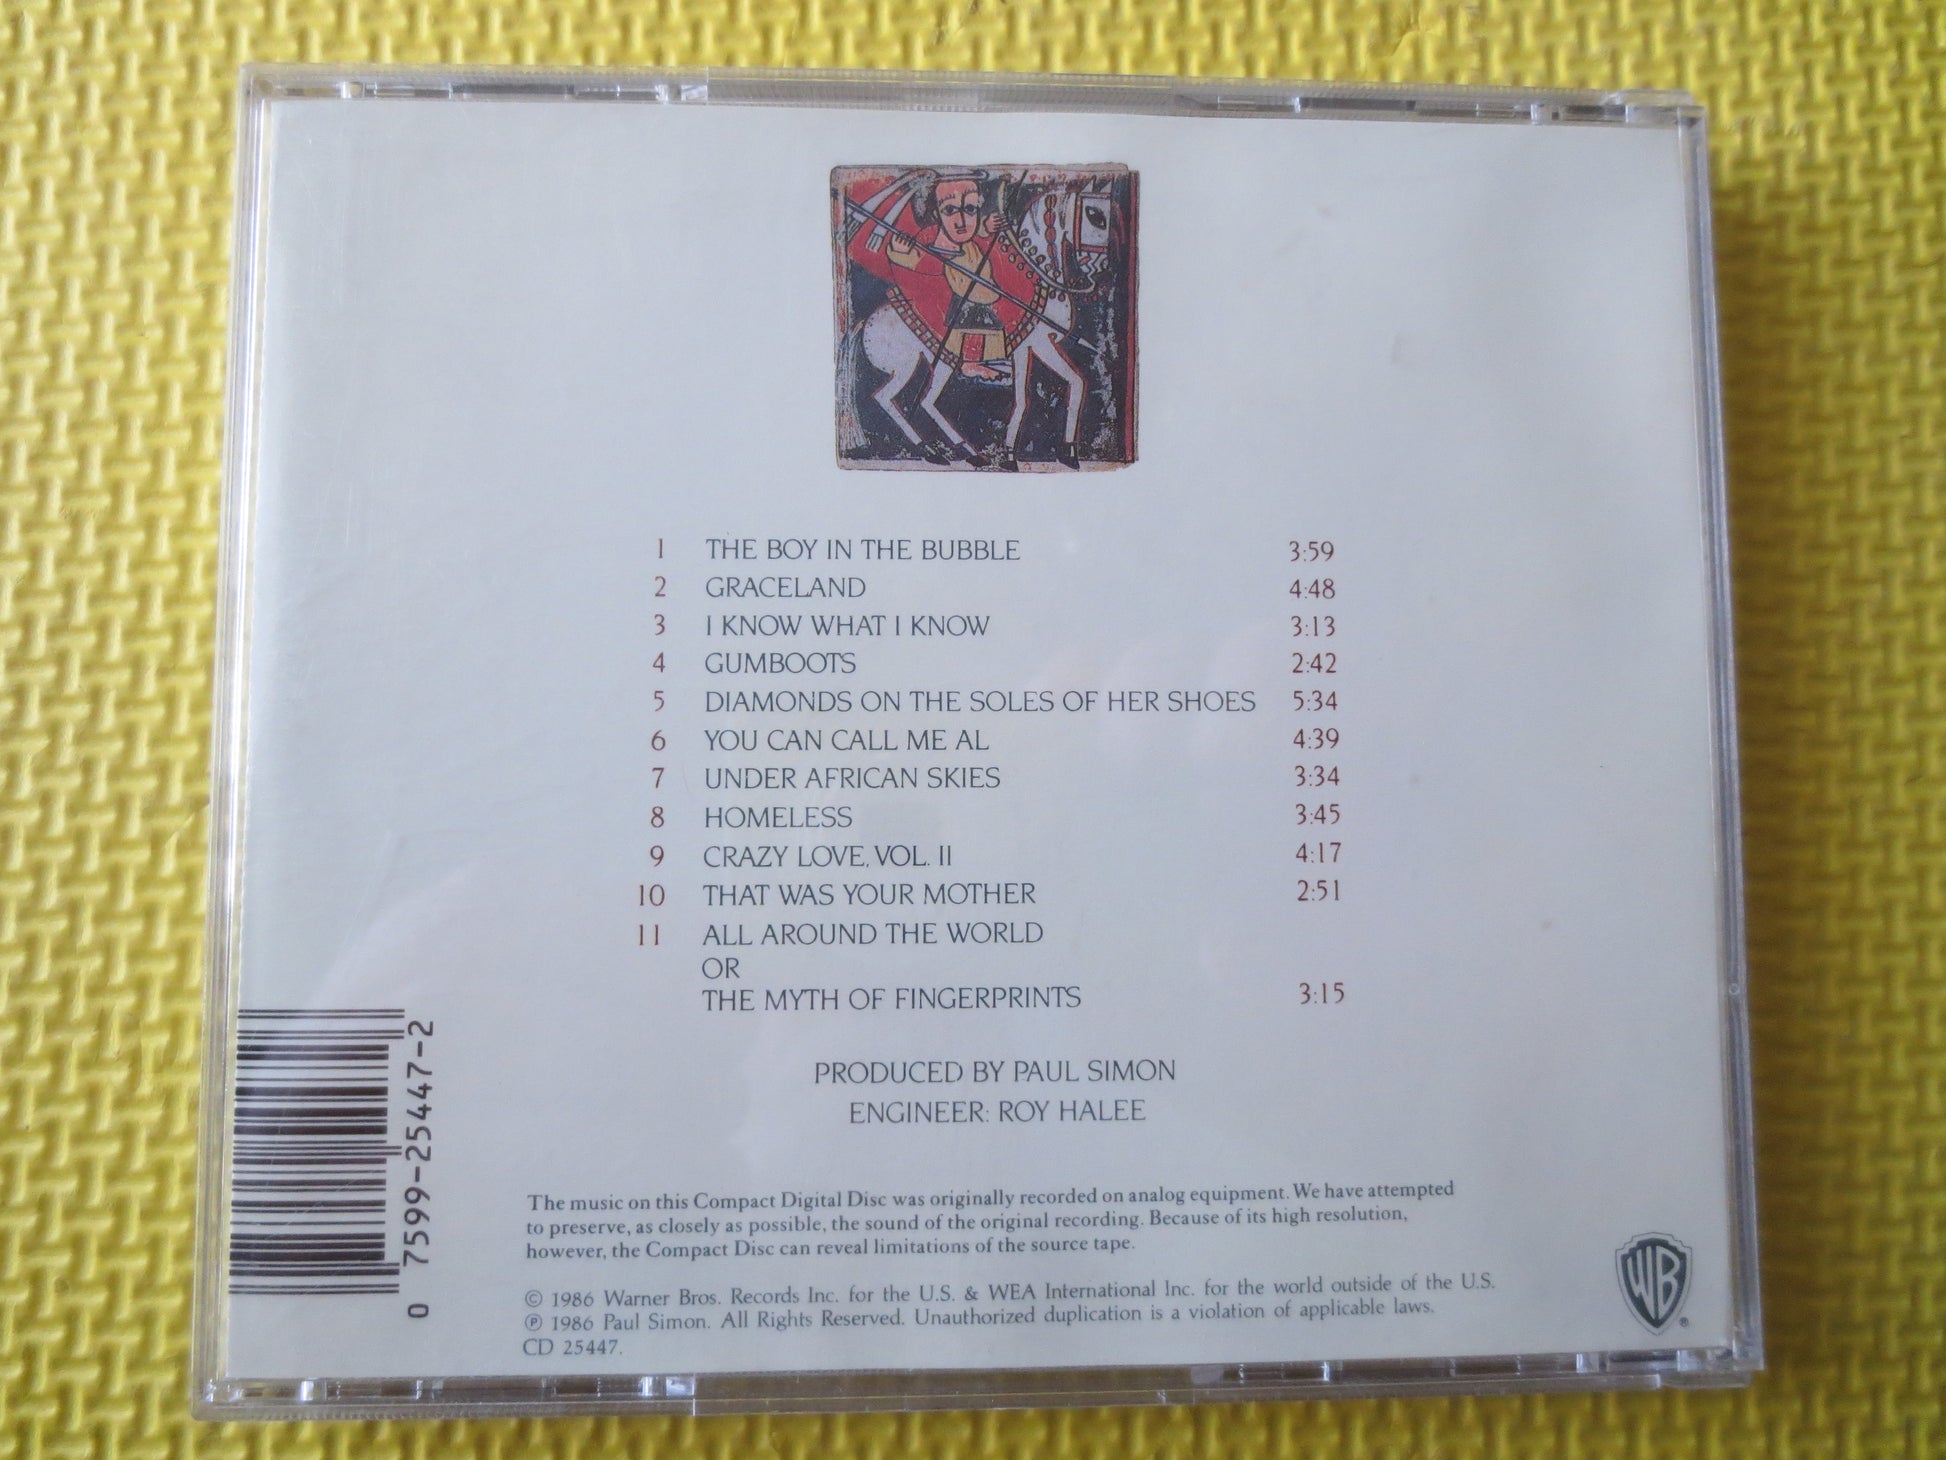 1 THE BOY IN THE BUBBLE 3:59
2 GRACELAND 4:48
3 I KNOW WHAT I KNOW 3:13
4 GUMBOOTS 2:42
5 DIAMONDS ON THE SOLES OF HER SHOES 5:34
6 YOU CAN CALL ME AL 4:39
7 UNDER AFRICAN SKIES 3:34
8 HOMELESS 3:45
9 CRAZY LOVE, VOL. II 4:17
10 THAT WAS YOUR MOTHER 2:51
11 ALL AROUND THE WORLD
OR
THE MYTH OF FINGERPRINTS 3:15
PRODUCED BY PAUL SIMON
ENGINEER: ROY HALEE
0 7599-25447-2
The music on this Compact Digital Disc was originally recorded on analog equipment. We have attempted
to preserve, as closely as possible, the sound of the original recording. Because of its high resolution,
however, the Compact Disc can reveal limitations of the source tape.
© 1986 Warner Bros. Records Inc. for the U.S. & WEA International Inc. for the world outside of the U.S.
℗ 1986 Paul Simon. All Rights Reserved. Unauthorized duplication is a violation of applicable laws.
CD 25447.
WB ®